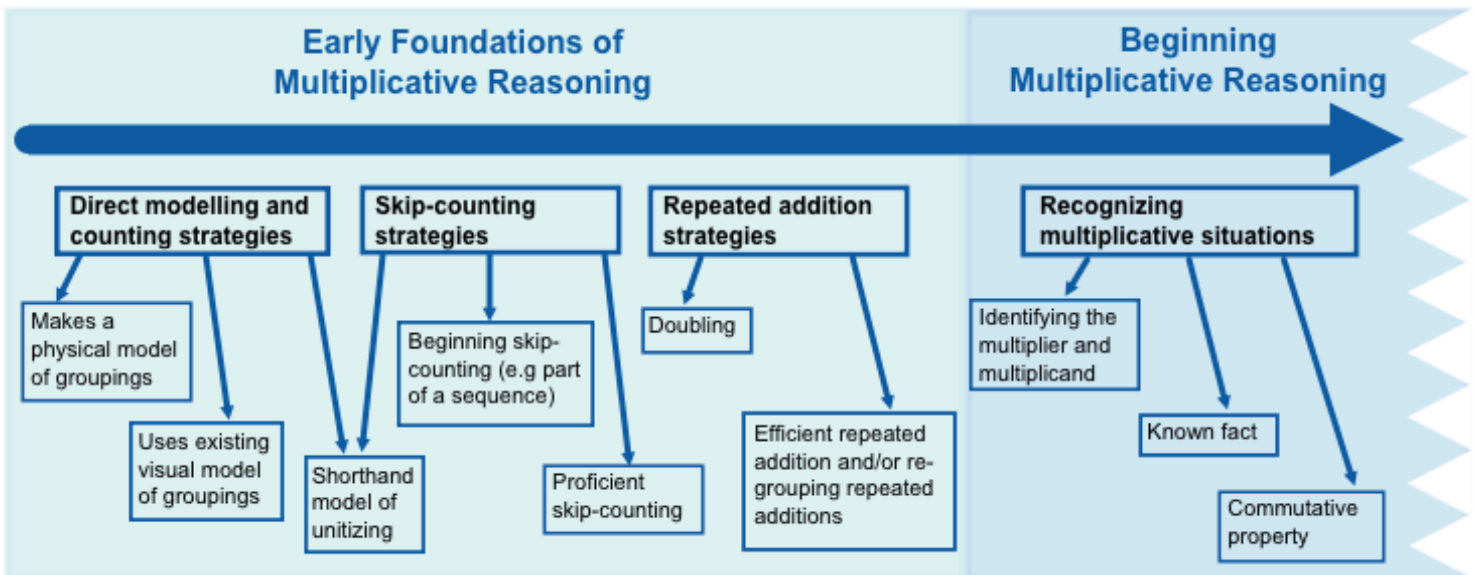 Early Foundations of
Multiplicative Reasoning
Beginning
Multiplicative Reasoning
Direct modelling and
counting strategies
Skip-counting
strategies
Repeated addition
strategies
Recognizing
multiplicative situations
Makes a
physical model
of groupings
Uses existing
visual model
of groupings
Shorthand
model of
unitizing
Beginning skip-
counting (e.g part
of a sequence)
Proficient
skip-counting
Doubling
Efficient repeated
addition and/or re-
grouping repeated
additions
Identifying the
multiplier and
multiplicand
Known fact
Commutative
property